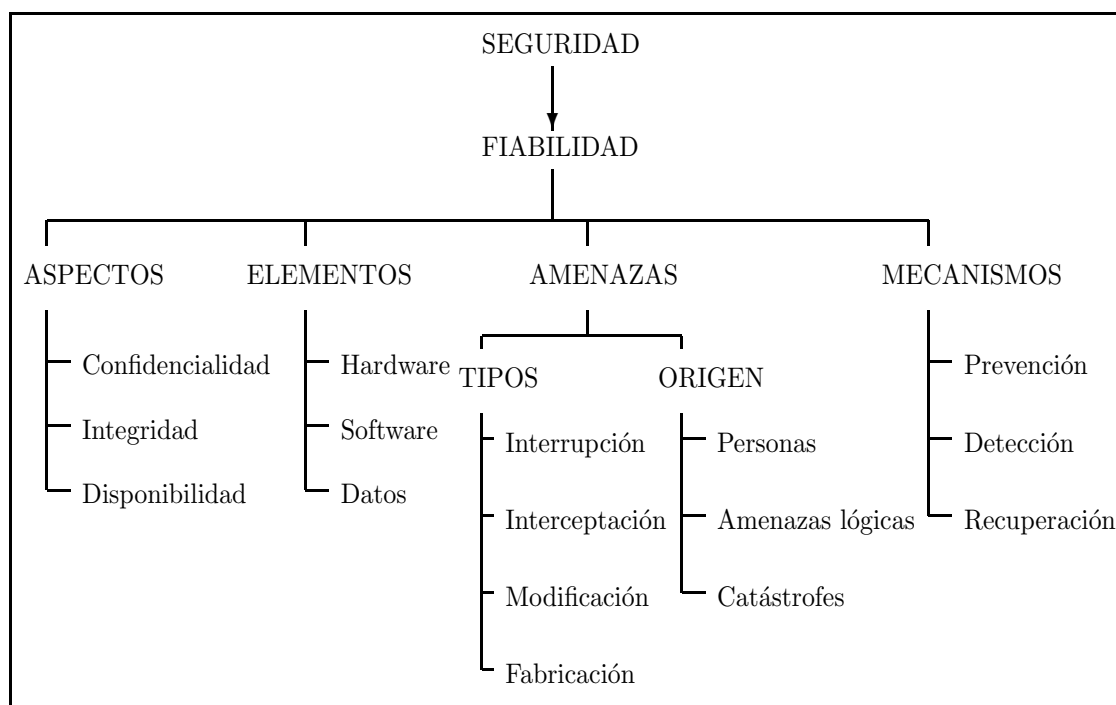 SEGURIDAD
FIABILIDAD
ASPECTOS
Confidencialidad
Integridad
Disponibilidad
ELEMENTOS
Hardware
Software
Datos
AMENAZAS
TIPOS
Interrupción
Interceptación
Modificación
Fabricación
ORIGEN
Personas
Amenazas lógicas
Catástrofes
MECANISMOS
Prevención
Detección
Recuperación